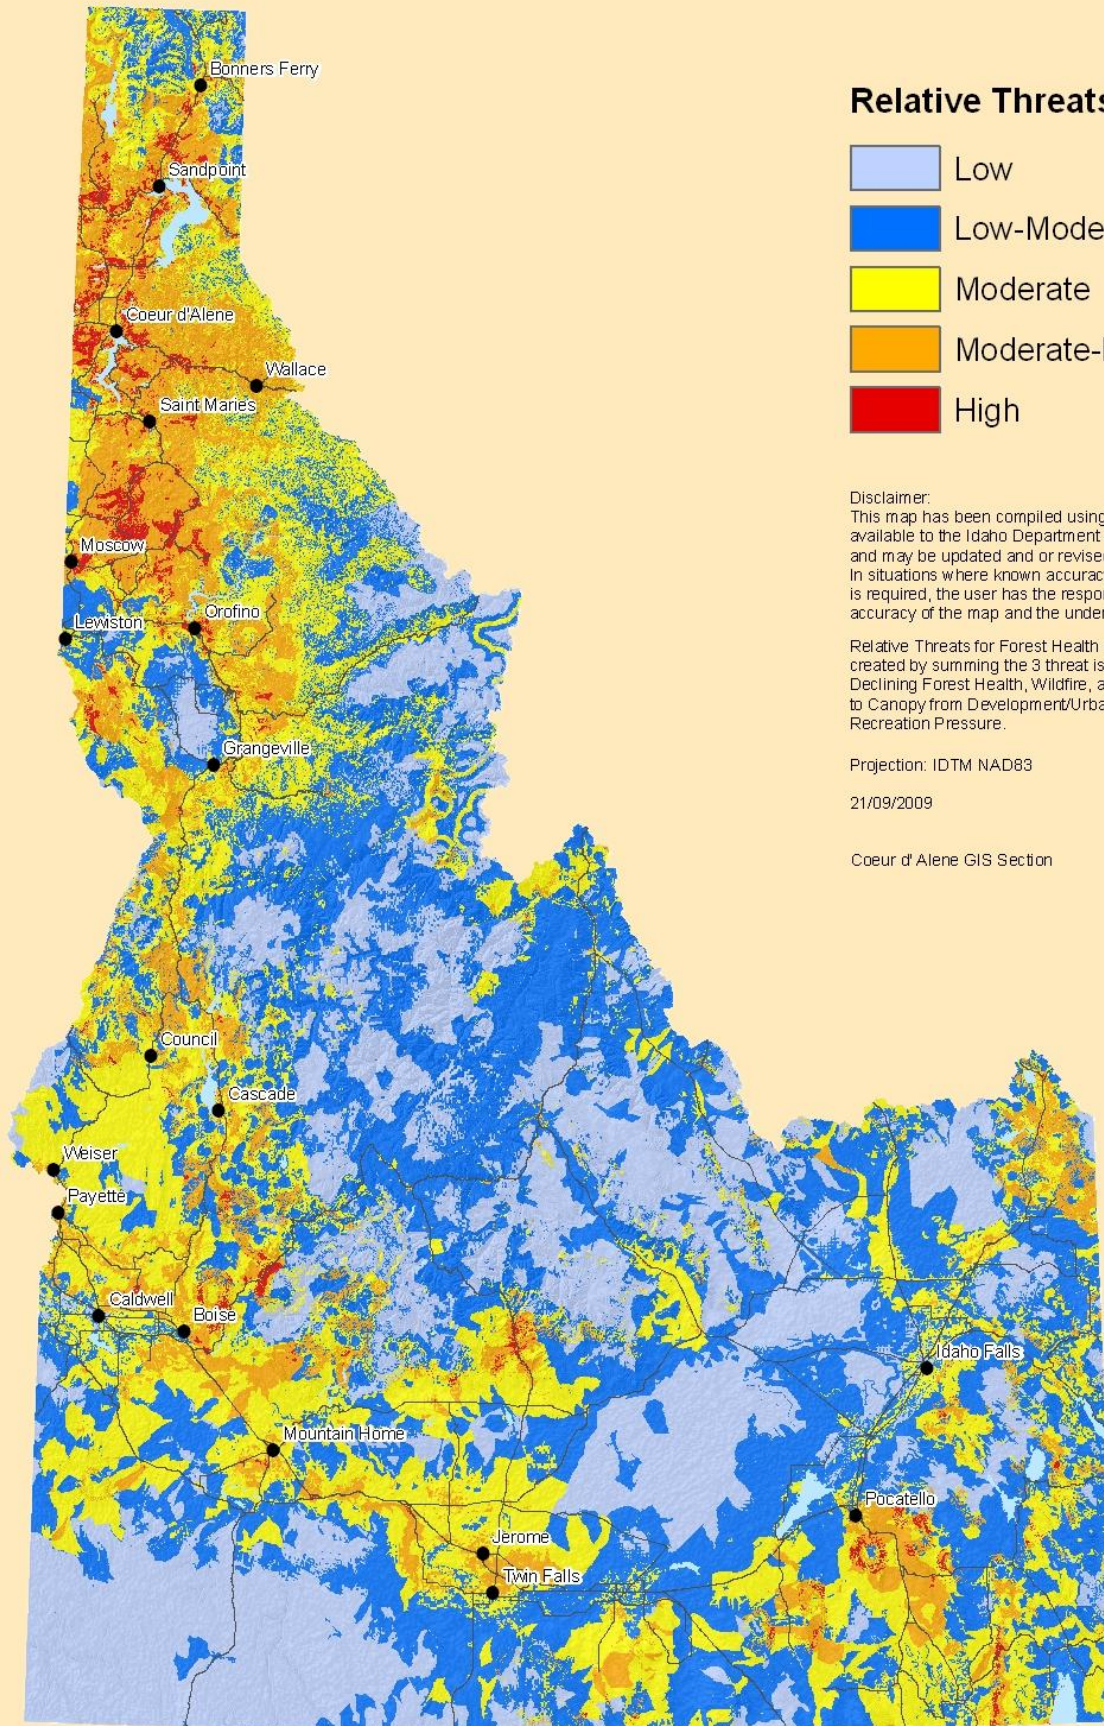 Bonners Ferry
Sandpoint
Coeur d'Alene
Wallace
Saint Maries
Moscow
Orofino
Lewiston
Grangeville
Council
Cascade
Weiser
Payette
Caldwell
Boise
Idaho Falls
Mountain Home
Pocatello
Jerome
Twin Falls
Relative Threats
Low
Low-Mode
Moderate
Moderate-
High
Disclaimer:
This map has been compiled using
available to the Idaho Department
and may be updated and or revise
In situations where known accurac
is required, the user has the respo
accuracy of the map and the under
Relative Threats for Forest Health
created by summing the 3 threat is
Declining Forest Health, Wildfire, a
to Canopy from Development/Urba
Recreation Pressure.
Projection: IDTM NAD83
21/09/2009
Coeur d' Alene GIS Section